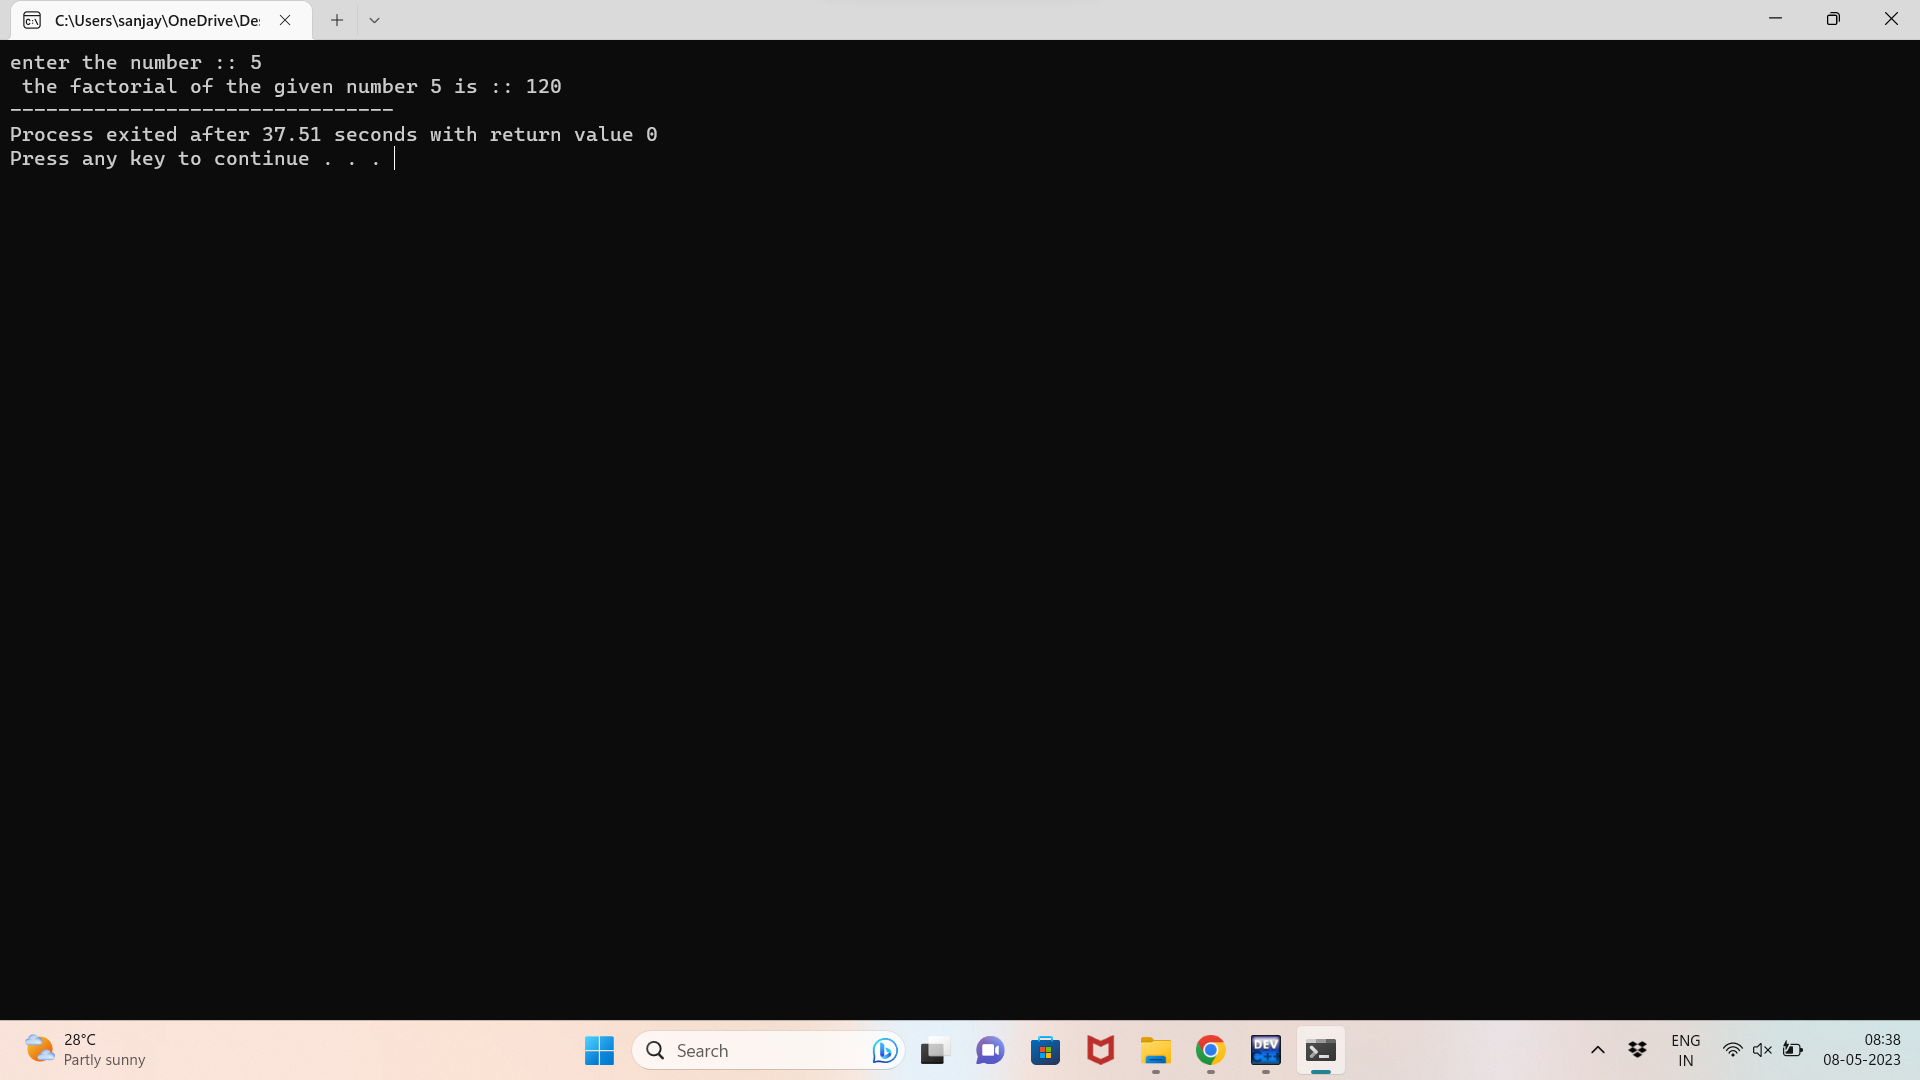 C:\Users\sanjay\OneDrive\De
enter the number :: 5
 the factorial of the given number 5 is :: 120
--------------------------------
Process exited after 37.51 seconds with return value 0
Press any key to continue . . .
28°C
Partly sunny
Search
DEV
C++
ENG
IN
08:38
08-05-2023